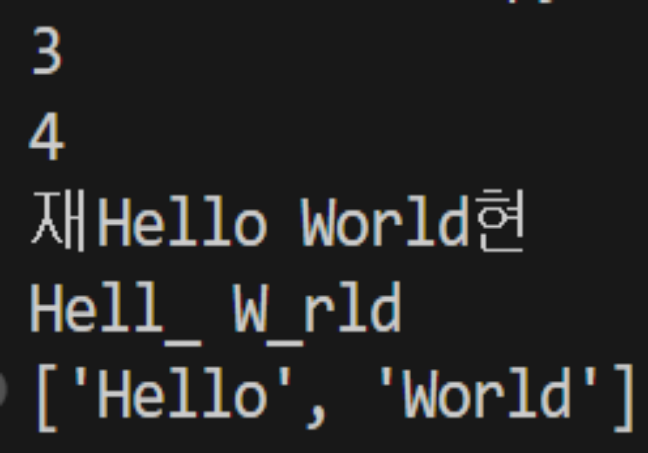 3
4
재Hello World현
Hell_ W_rld
['Hello', 'World']